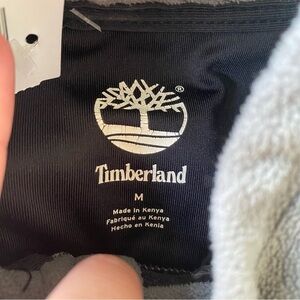 ®
Timberland
M
Made in Kenya
Fabriqué au Kenya
Hecho en Kenia